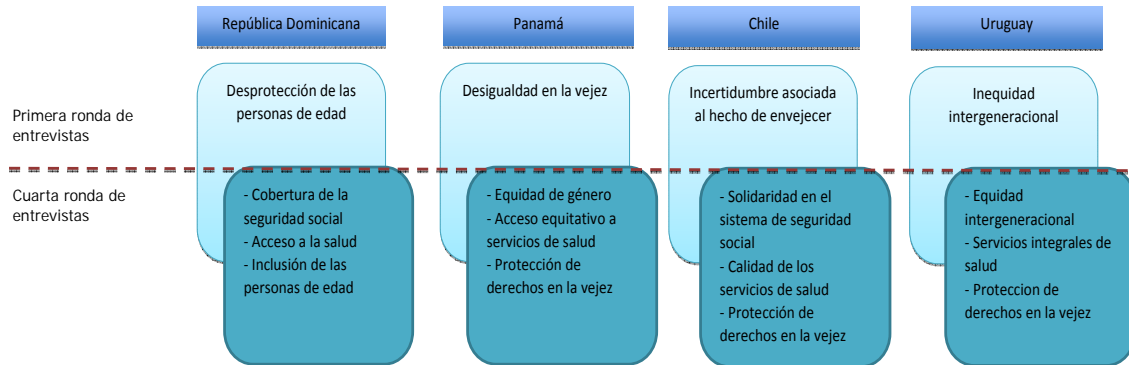 República Dominicana
Panamá
Chile
Uruguay
Primera ronda de
entrevistas
Desprotección de las
personas de edad
Desigualdad en la vejez
Incertidumbre asociada
al hecho de envejecer
Inequidad
intergeneracional
Cuarta ronda de
entrevistas
- Cobertura de la
seguridad social
- Acceso a la salud
- Inclusión de las
personas de edad
- Equidad de género
- Acceso equitativo a
servicios de salud
- Protección de
derechos en la vejez
- Solidaridad en el
sistema de seguridad
social
- Calidad de los
servicios de salud
- Protección de
derechos en la vejez
- Equidad
intergeneracional
- Servicios integrales de
salud
- Proteccion de
derechos en la vejez